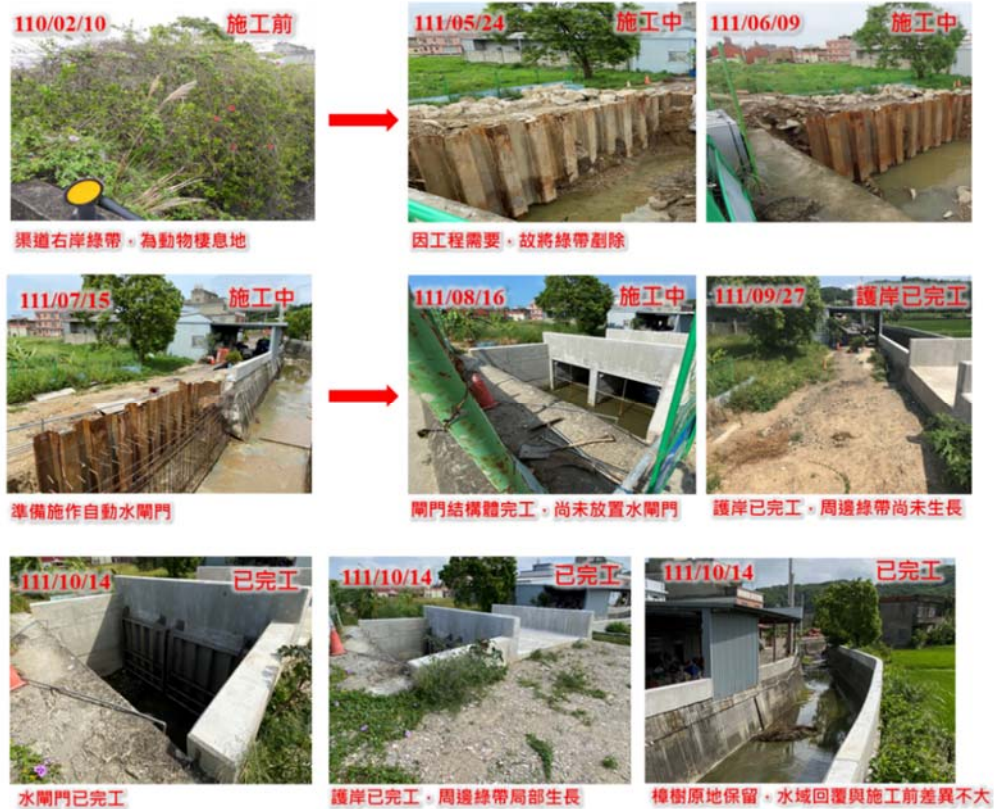 110/02/10 施工前
111/05/24 施工中
111/06/09 施工中
渠道右岸綠帶，為動物棲息地
因工程需要，故將綠帶剷除
111/07/15 施工中
111/08/16 施工中
111/09/27 護岸已完工
準備施作自動水閘門
閘門結構體完工，尚未放置水閘門
護岸已完工，周邊綠帶尚未生長
111/10/14 已完工
111/10/14 已完工
111/10/14 已完工
水閘門已完工
護岸已完工，周邊綠帶局部生長
樟樹原地保留，水域回覆與施工前差異不大